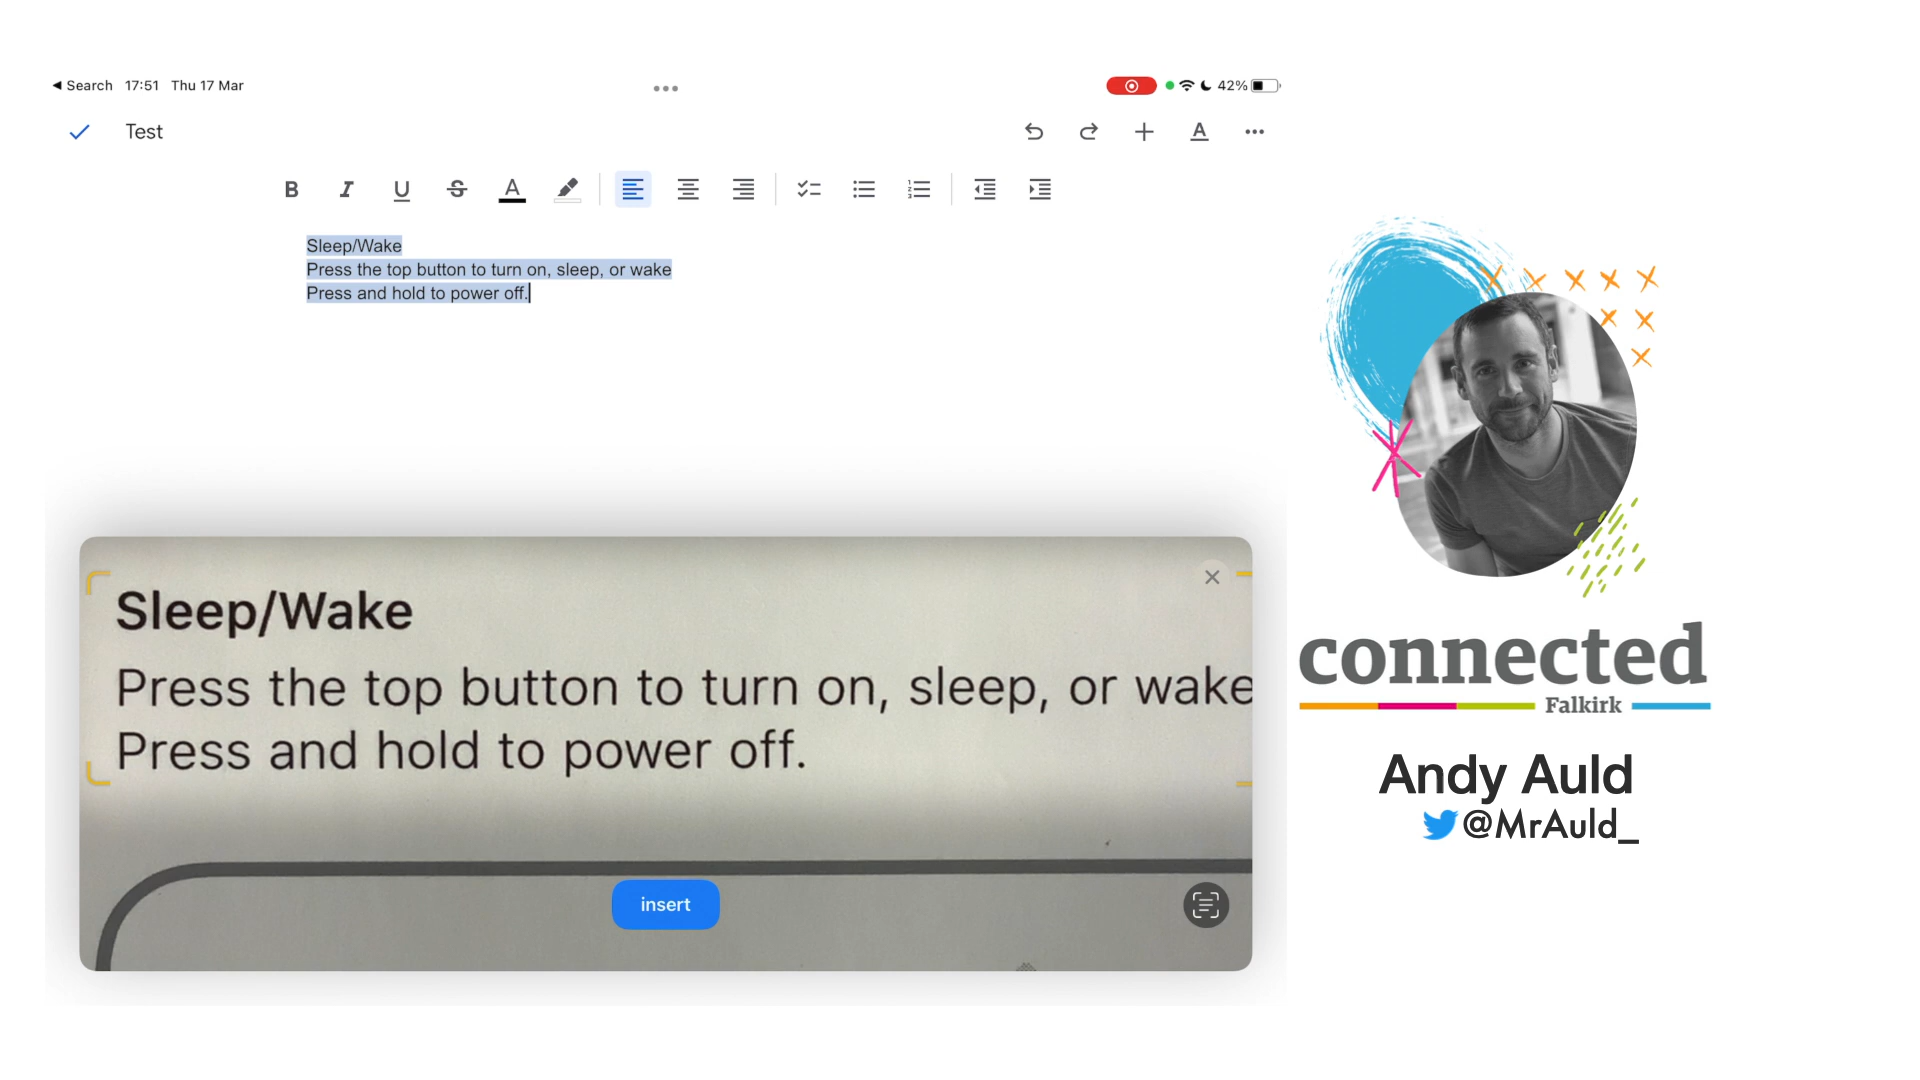 Search 17:51 Thu 17 Mar
42%
Test
B I U S A
Sleep/Wake
Press the top button to turn on, sleep, or wake
Press and hold to power off.
Sleep/Wake
Press the top button to turn on, sleep, or wake
Press and hold to power off.
insert
connected
Falkirk
Andy Auld
@MrAuld_